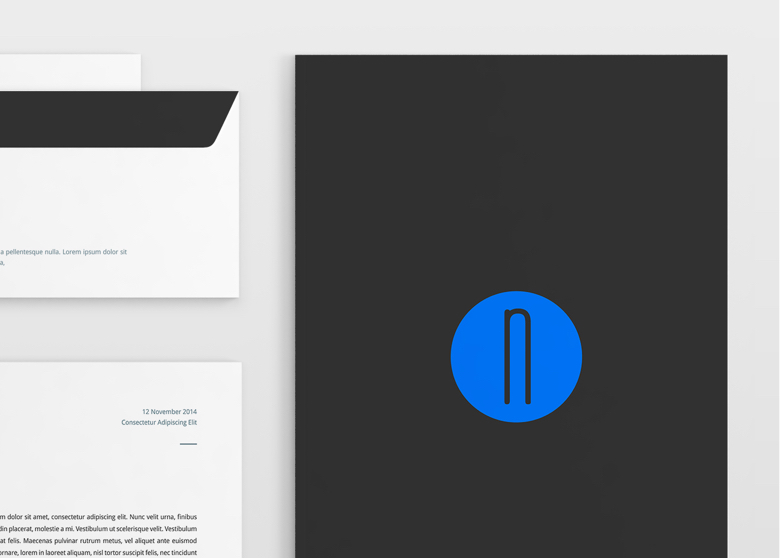 a pellentesque nulla. Lorem ipsum dolor sit
a.
12 November 2014
Consectetur Adipiscing Elit
n
m dolor sit amet, consectetur adipiscing elit. Nunc velit urna, finibus
din placerat, molestie a mi. Vestibulum ut scelerisque velit. Vestibulum
at felis. Maecenas pulvinar rutrum metus, vel aliquet ante euismod
ornare, lorem in laoreet aliquam, nisl tortor suscipit felis, nec tincidunt